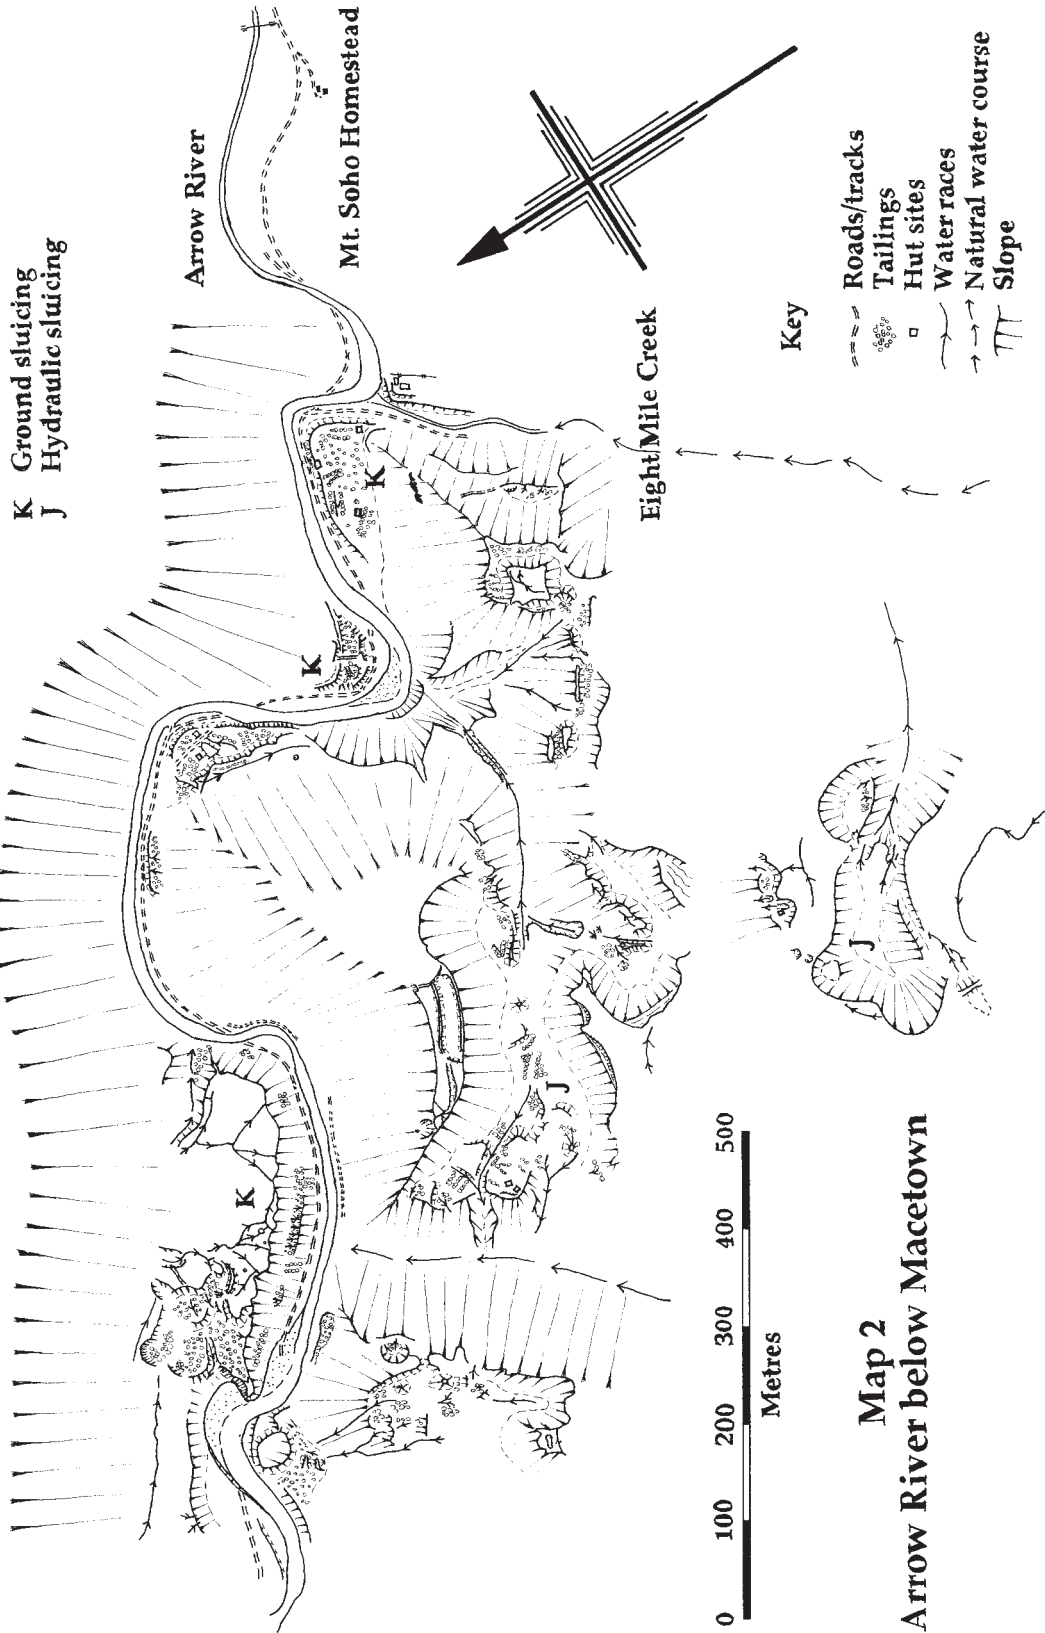 K Ground sluicing
J Hydraulic sluicing
Arrow River
Mt. Soho Homestead
K
K
K
J
J
Eight Mile Creek
Key
Roads/tracks
Tailings
Hut sites
Water races
Natural water course
Slope
0 100 200 300 400 500
Metres
Map 2
Arrow River below Macetown